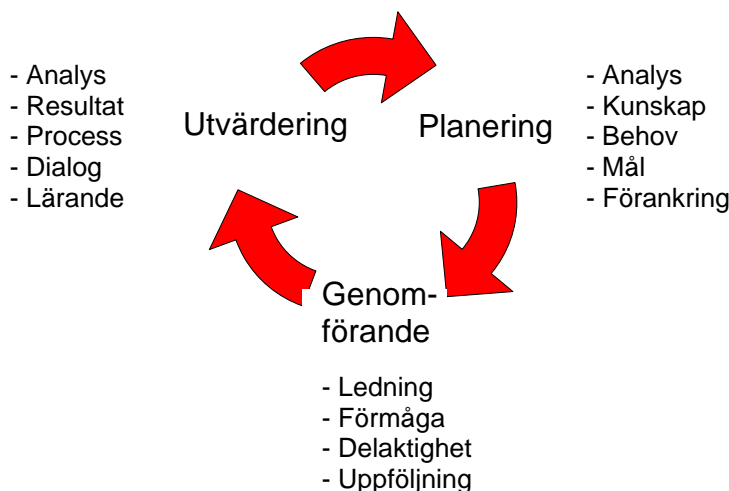 - Analys
- Resultat
- Process
- Dialog
- Lärande
Utvärdering
Planering
- Analys
- Kunskap
- Behov
- Mål
- Förankring
Genom-
förande
- Ledning
- Förmåga
- Delaktighet
- Uppföljning